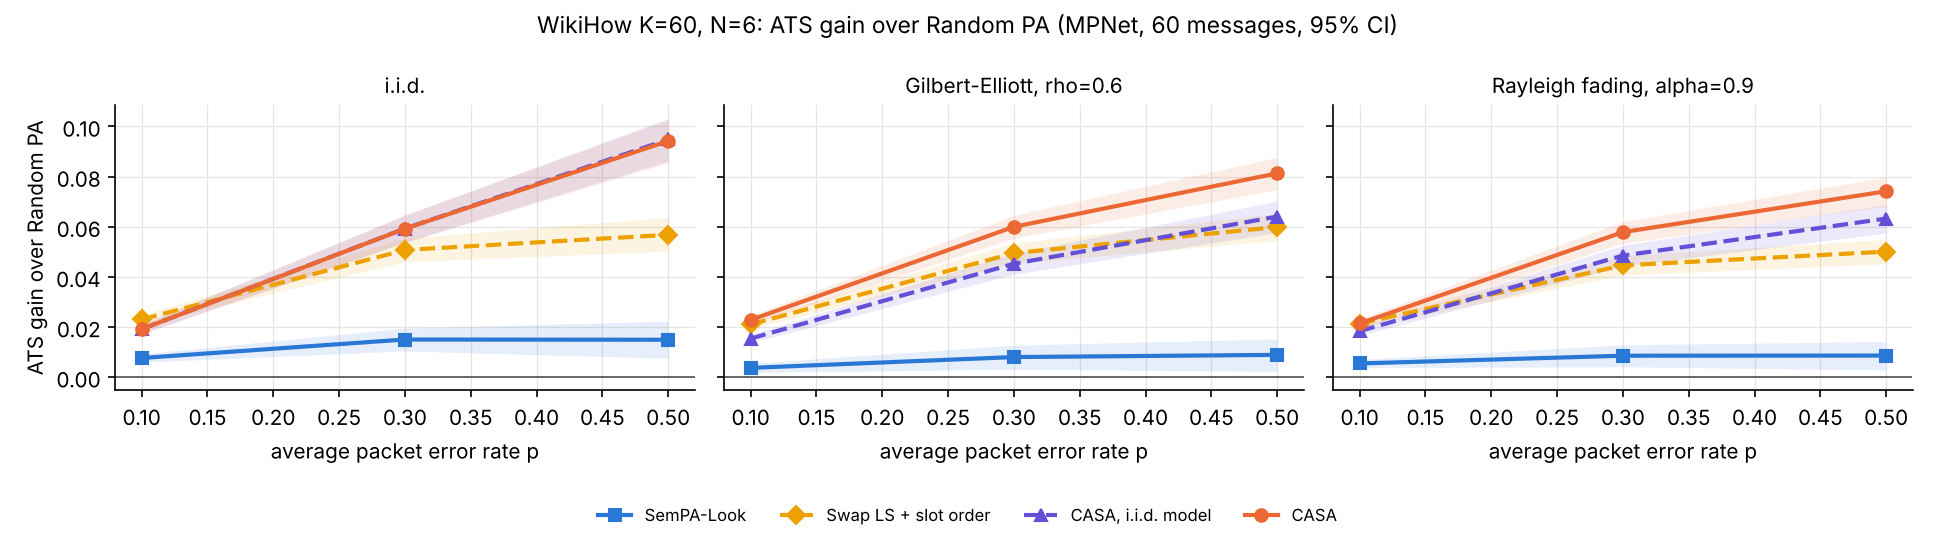 WikiHow K=60, N=6: ATS gain over Random PA (MPNet, 60 messages, 95% CI)
i.i.d.
Gilbert-Elliott, rho=0.6
Rayleigh fading, alpha=0.9
ATS gain over Random PA
0.10
0.08
0.06
0.04
0.02
0.00
0.10 0.15 0.20 0.25 0.30 0.35 0.40 0.45 0.50
0.10 0.15 0.20 0.25 0.30 0.35 0.40 0.45 0.50
0.10 0.15 0.20 0.25 0.30 0.35 0.40 0.45 0.50
average packet error rate p
average packet error rate p
average packet error rate p
SemPA-Look
Swap LS + slot order
CASA, i.i.d. model
CASA